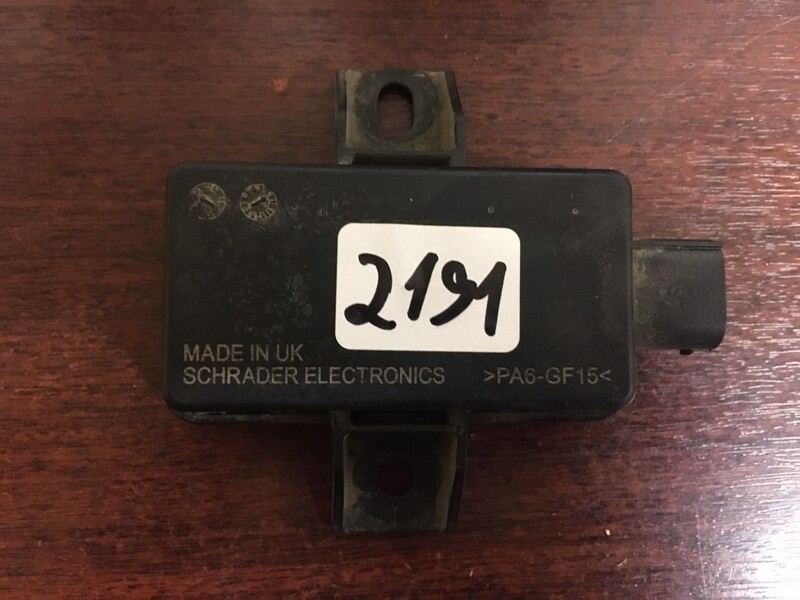 2191
MADE IN UK
SCHRADER ELECTRONICS >PA6-GF15<